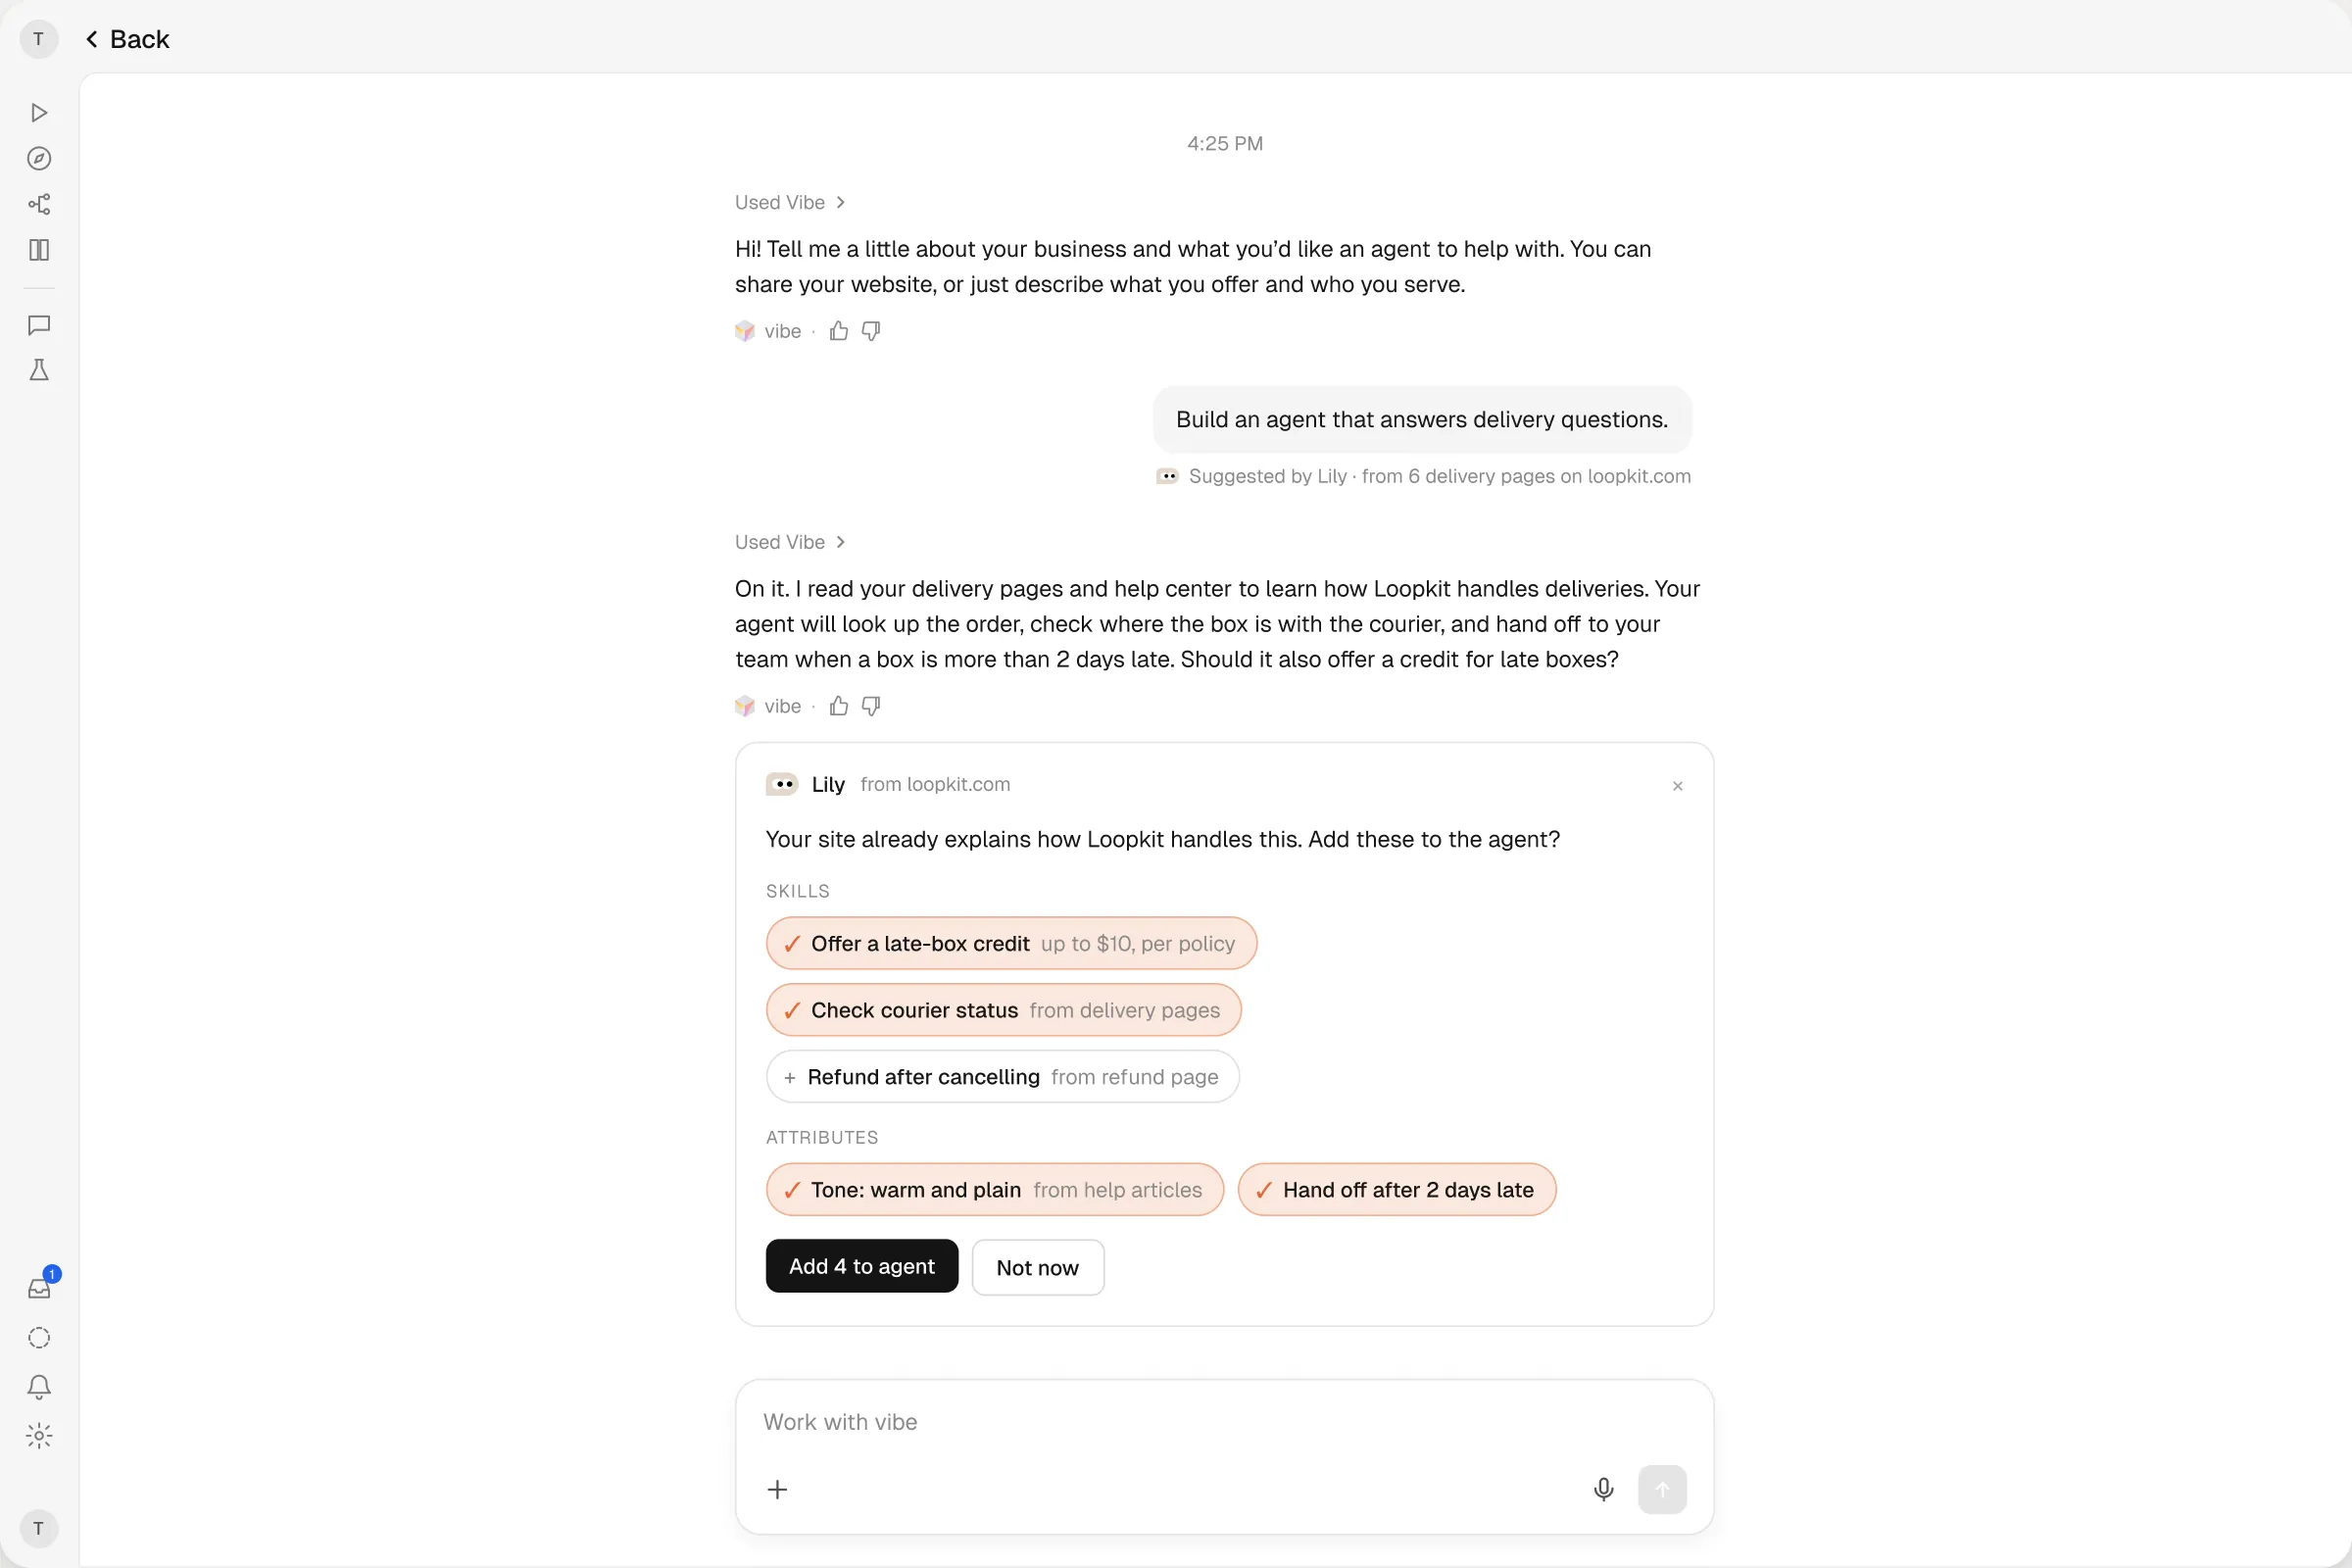 T
Back
4:25 PM
Used Vibe
Hi! Tell me a little about your business and what you’d like an agent to help with. You can
share your website, or just describe what you offer and who you serve.
vibe ·
Build an agent that answers delivery questions.
Suggested by Lily · from 6 delivery pages on loopkit.com
Used Vibe
On it. I read your delivery pages and help center to learn how Loopkit handles deliveries. Your
agent will look up the order, check where the box is with the courier, and hand off to your
team when a box is more than 2 days late. Should it also offer a credit for late boxes?
vibe ·
Lily from loopkit.com
Your site already explains how Loopkit handles this. Add these to the agent?
SKILLS
✓ Offer a late-box credit up to $10, per policy
✓ Check courier status from delivery pages
+ Refund after cancelling from refund page
ATTRIBUTES
✓ Tone: warm and plain from help articles ✓ Hand off after 2 days late
Add 4 to agent Not now
1
Work with vibe
T